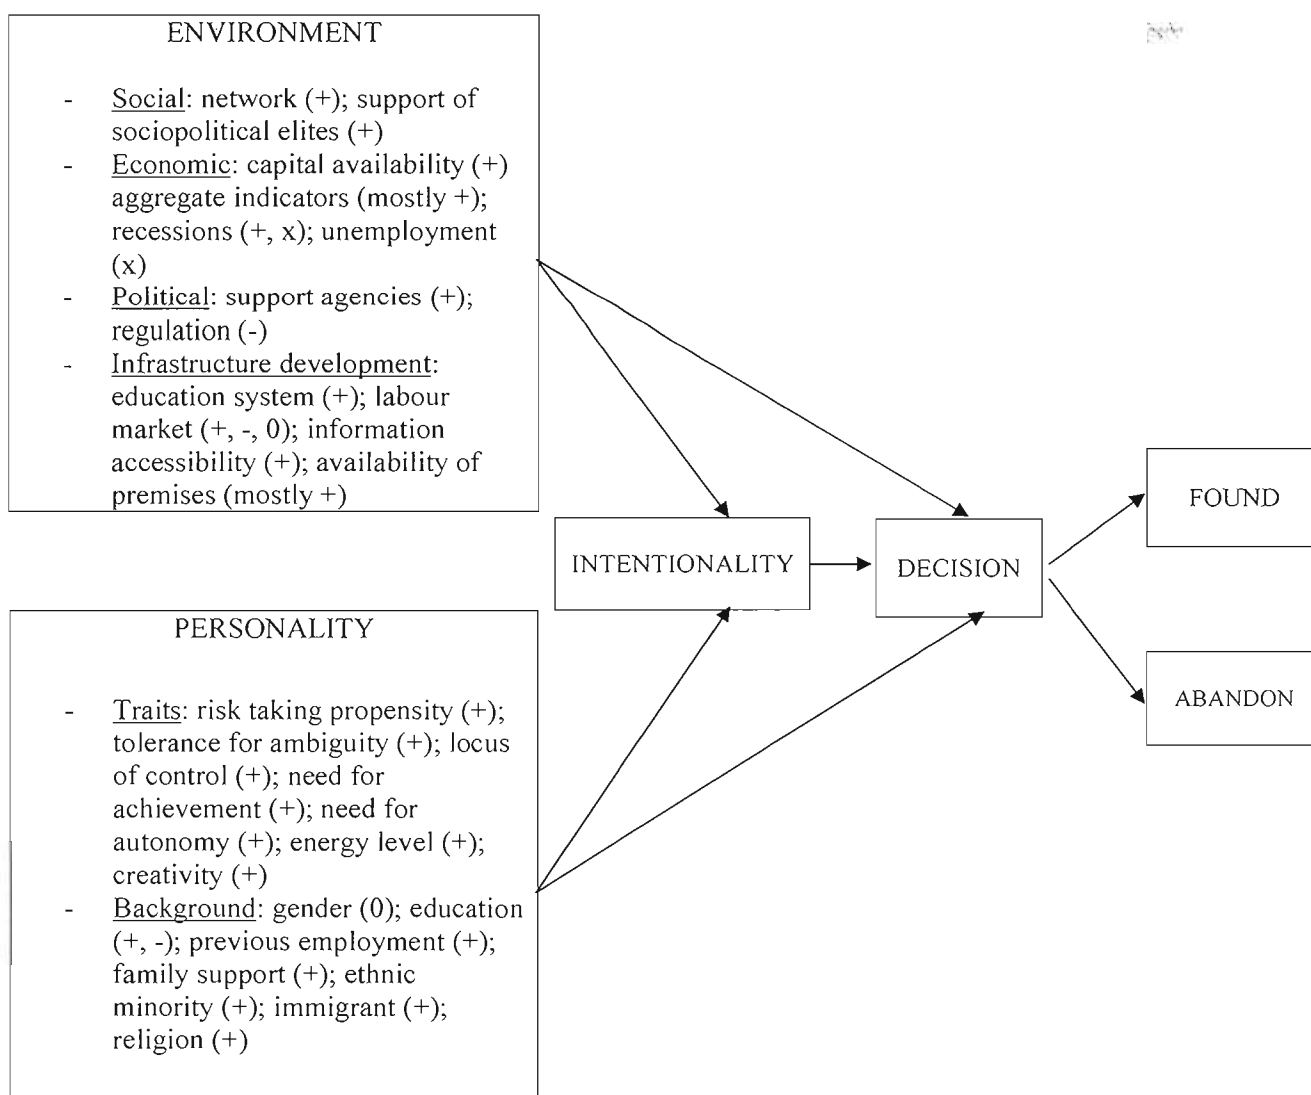 ENVIRONMENT
- Social: network (+); support of
sociopolitical elites (+)
- Economic: capital availability (+)
aggregate indicators (mostly +);
recessions (+, x); unemployment
(x)
- Political: support agencies (+);
regulation (-)
- Infrastructure development:
education system (+); labour
market (+, -, 0); information
accessibility (+); availability of
premises (mostly +)
INTENTIONALITY
DECISION
FOUND
ABANDON
PERSONALITY
- Traits: risk taking propensity (+);
tolerance for ambiguity (+); locus
of control (+); need for
achievement (+); need for
autonomy (+); energy level (+);
creativity (+)
- Background: gender (0); education
(+, -); previous employment (+);
family support (+); ethnic
minority (+); immigrant (+);
religion (+)